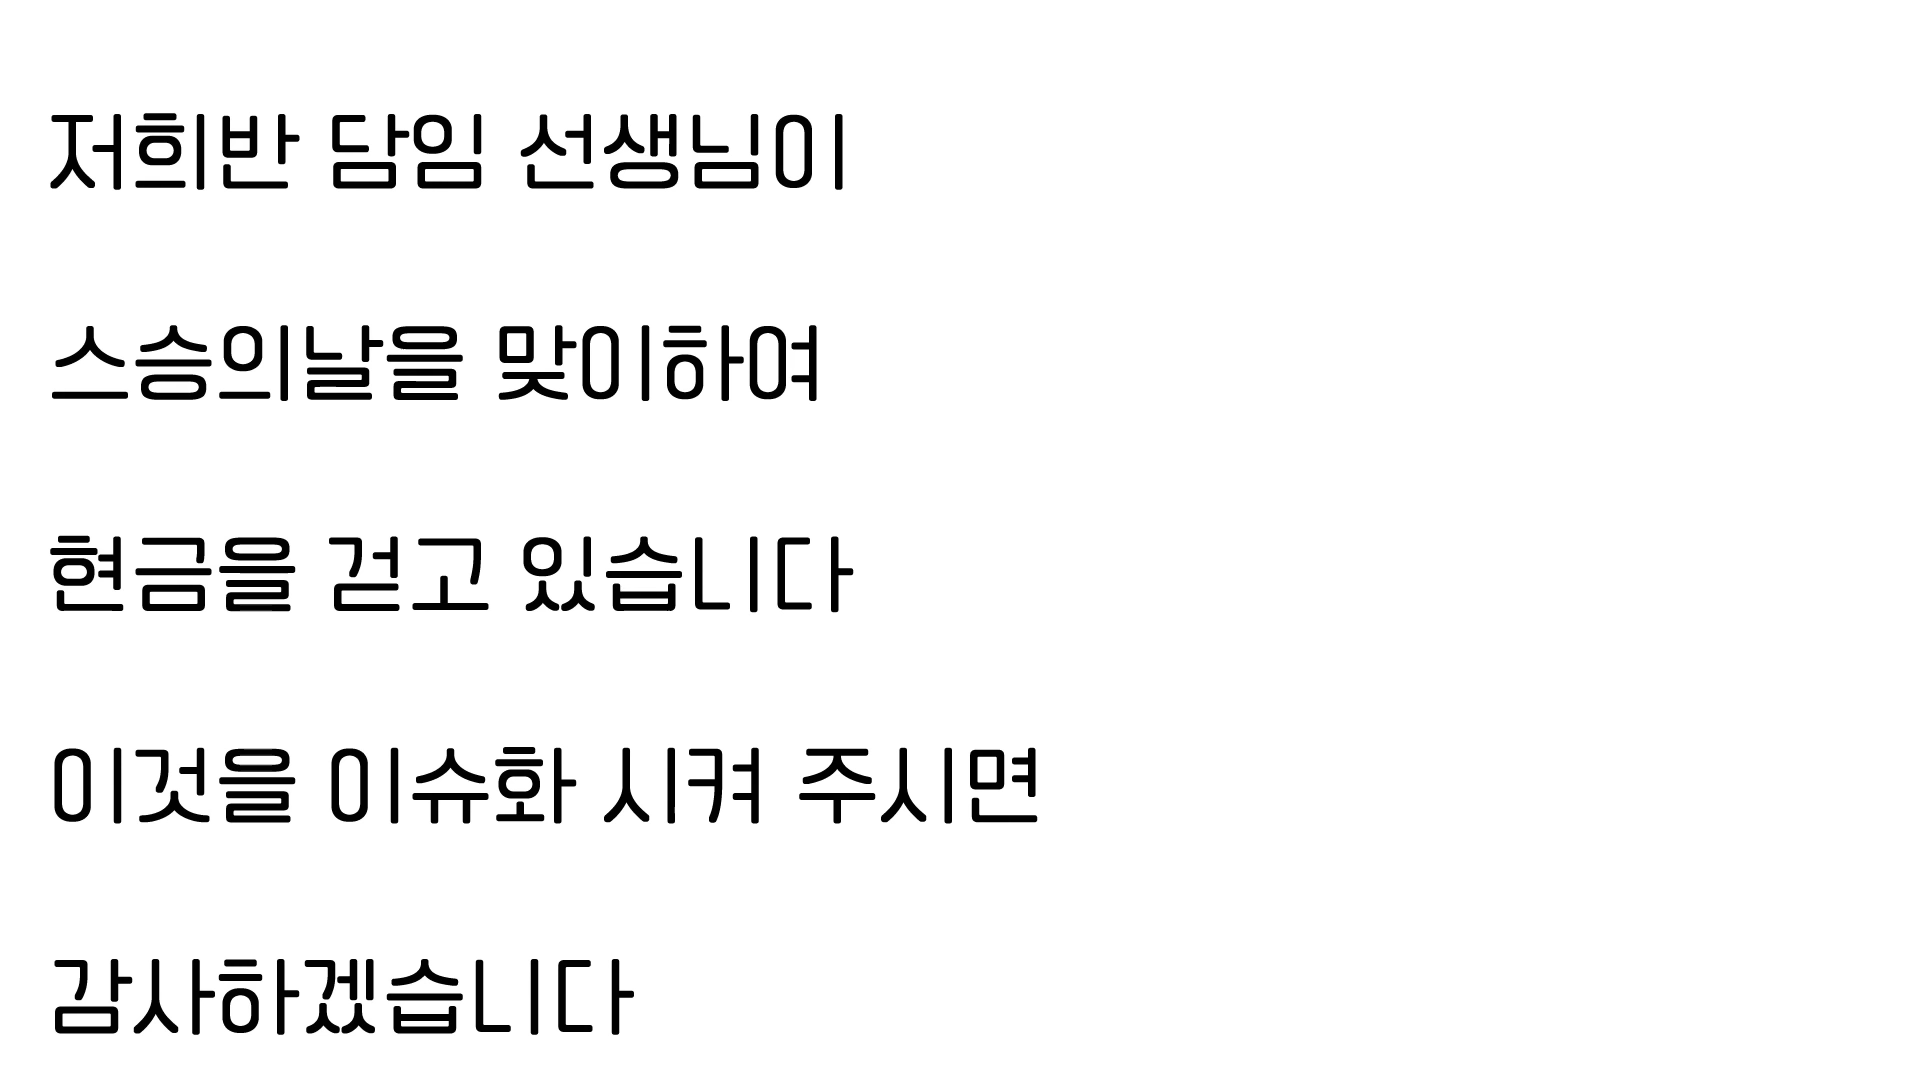 저희반 담임 선생님이
스승의날을 맞이하여
현금을 걷고 있습니다
이것을 이슈화 시켜 주시면
감사하겠습니다